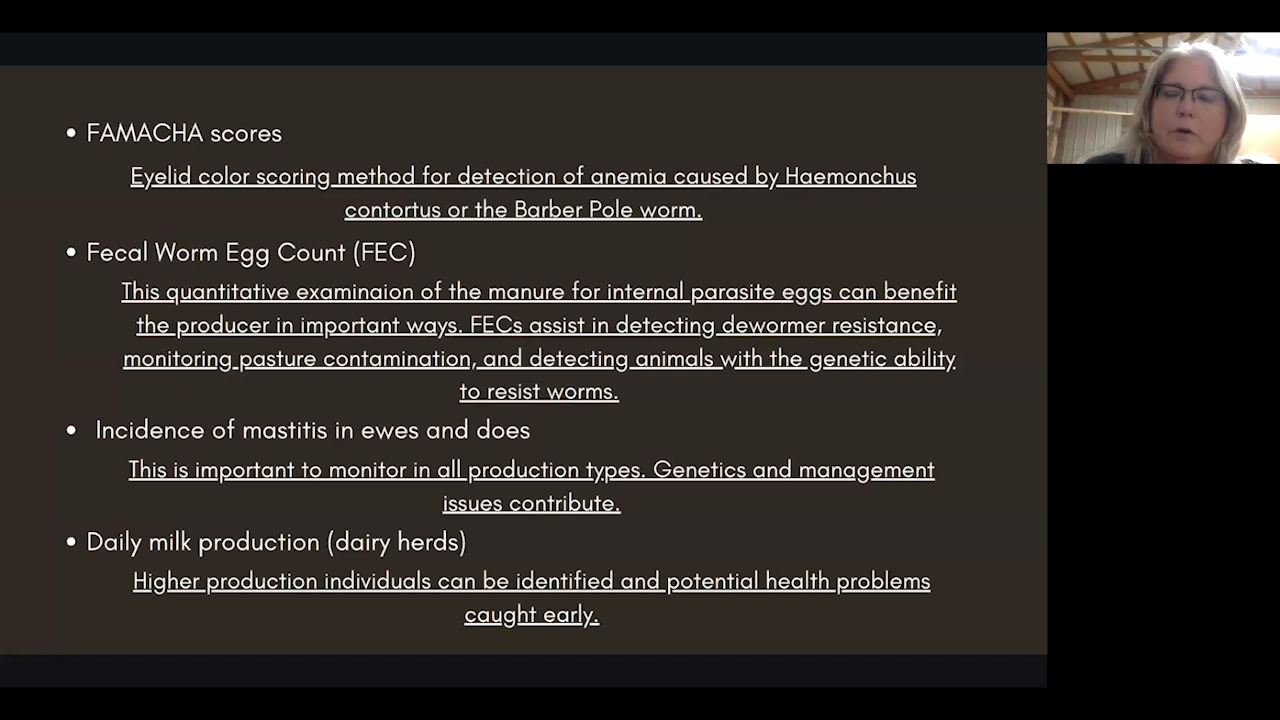 • FAMACHA scores
Eyelid color scoring method for detection of anemia caused by Haemonchus
contortus or the Barber Pole worm.
• Fecal Worm Egg Count (FEC)
This quantitative examinaion of the manure for internal parasite eggs can benefit
the producer in important ways. FECs assist in detecting dewormer resistance,
monitoring pasture contamination, and detecting animals with the genetic ability
to resist worms.
• Incidence of mastitis in ewes and does
This is important to monitor in all production types. Genetics and management
issues contribute.
• Daily milk production (dairy herds)
Higher production individuals can be identified and potential health problems
caught early.